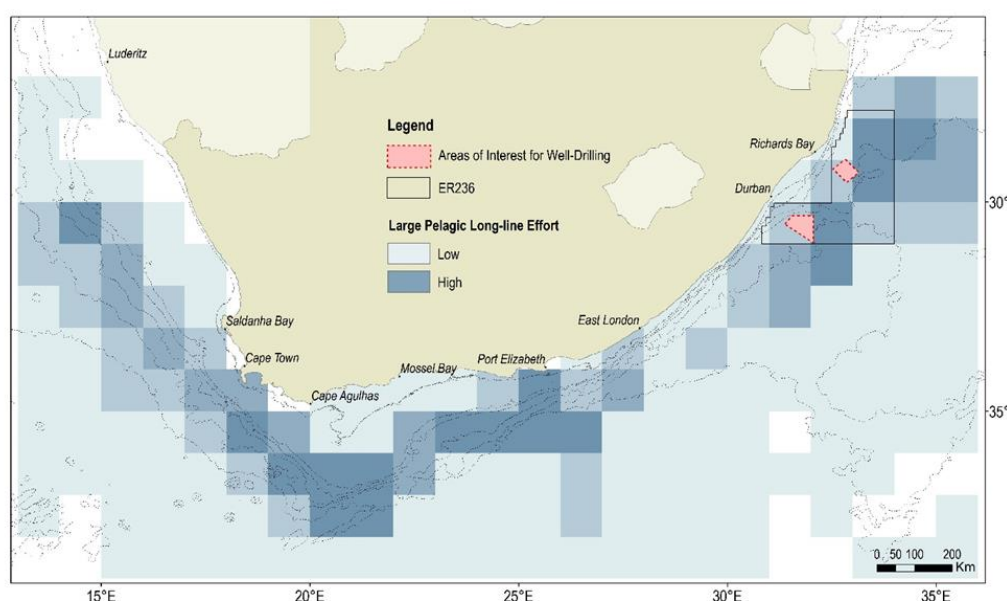 Luderitz
Legend
Areas of Interest for Well-Drilling
ER236
Large Pelagic Long-line Effort
Low
High
Richards Bay
Durban
30°S
Saldanha Bay
East London
Cape Town
Port Elizabeth
Mossel Bay
Cape Agulhas
35°S
0 50 100 200
Km
15°E 20°E 25°E 30°E 35°E